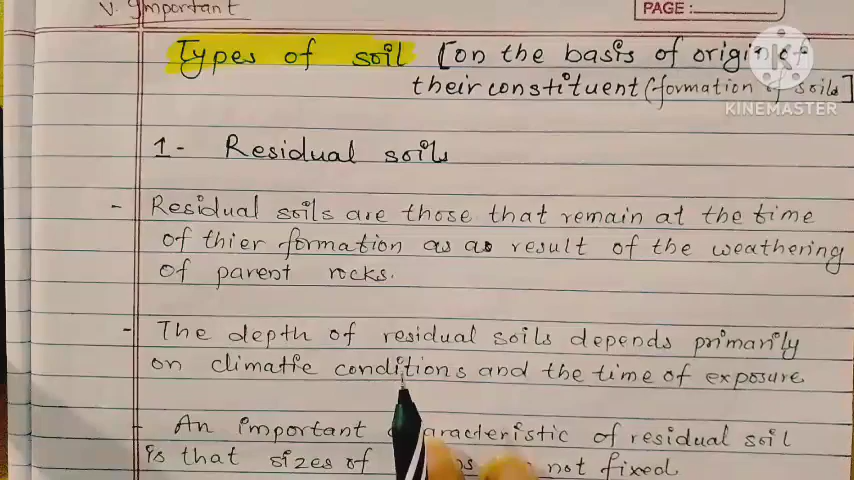 V. Important
PAGE:
Types of soil [on the basis of origin of
their constituent (formation of soils]
KINEMASTER
1- Residual soils
- Residual soils are those that remain at the time
of thier formation as as result of the weathering
of parent rocks.
- The depth of residual soils depends primarily
on climatic conditions and the time of exposure
- An important aracteristic of residual soil
is that sizes of not fixed